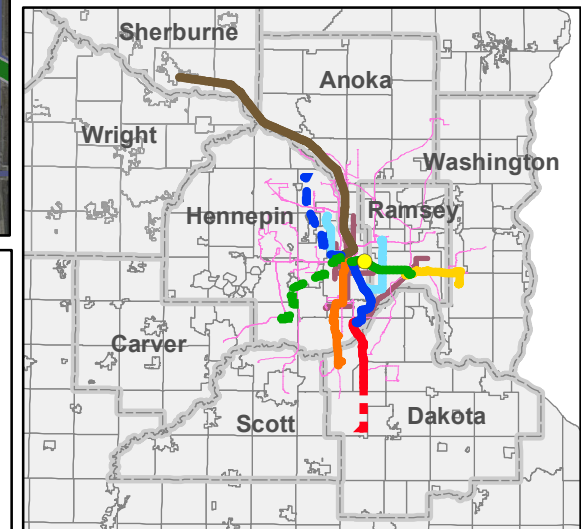 Sherburne
Anoka
Wright
Washington
Hennepin
Ramsey
Carver
Scott
Dakota